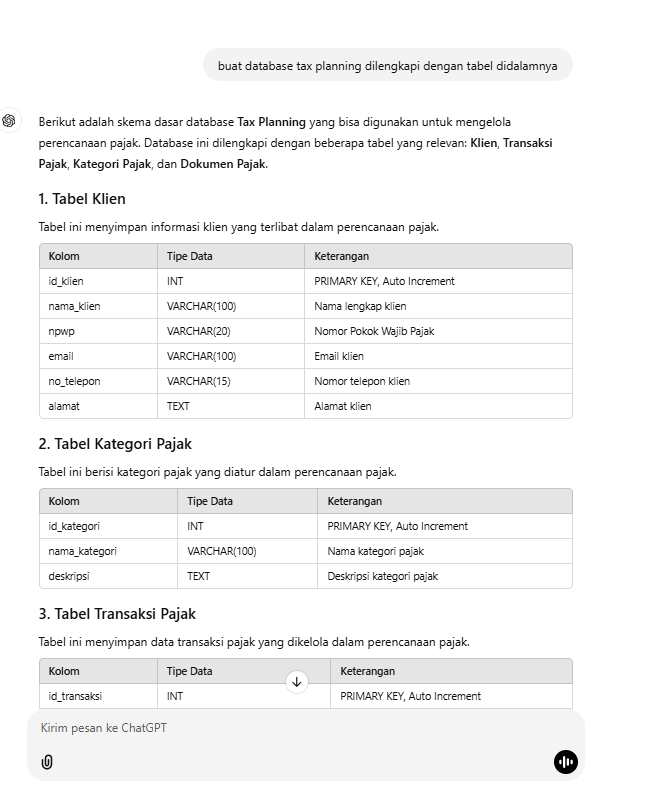 buat database tax planning dilengkapi dengan tabel didalamnya
Berikut adalah skema dasar database Tax Planning yang bisa digunakan untuk mengelola
perencanaan pajak. Database ini dilengkapi dengan beberapa tabel yang relevan: Klien, Transaksi
Pajak, Kategori Pajak, dan Dokumen Pajak.
1. Tabel Klien
Tabel ini menyimpan informasi klien yang terlibat dalam perencanaan pajak.
Kolom Tipe Data Keterangan
id_klien INT PRIMARY KEY, Auto Increment
nama_klien VARCHAR(100) Nama lengkap klien
npwp VARCHAR(20) Nomor Pokok Wajib Pajak
email VARCHAR(100) Email klien
no_telepon VARCHAR(15) Nomor telepon klien
alamat TEXT Alamat klien
2. Tabel Kategori Pajak
Tabel ini berisi kategori pajak yang diatur dalam perencanaan pajak.
Kolom Tipe Data Keterangan
id_kategori INT PRIMARY KEY, Auto Increment
nama_kategori VARCHAR(100) Nama kategori pajak
deskripsi TEXT Deskripsi kategori pajak
3. Tabel Transaksi Pajak
Tabel ini menyimpan data transaksi pajak yang dikelola dalam perencanaan pajak.
Kolom Tipe Data Keterangan
id_transaksi INT PRIMARY KEY, Auto Increment
Kirim pesan ke ChatGPT